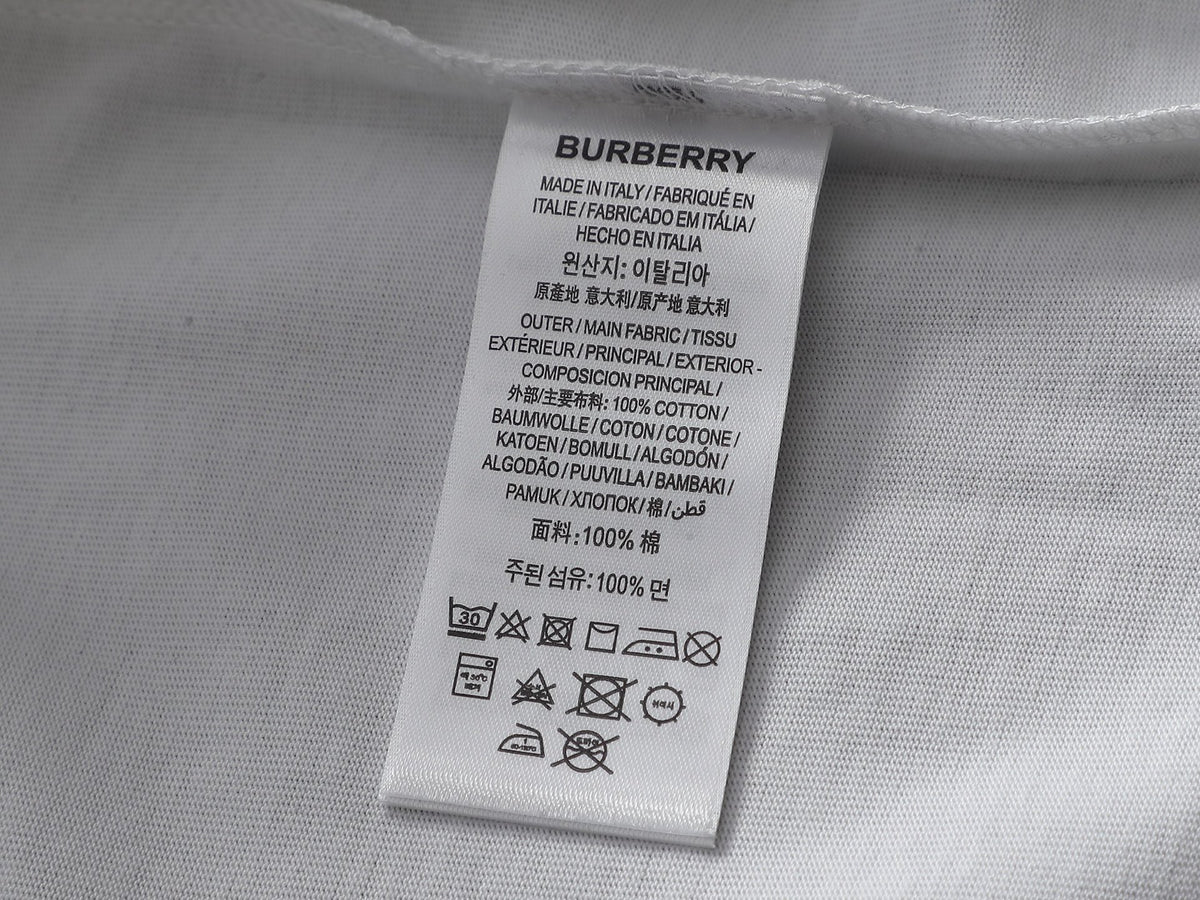 BURBERRY
MADE IN ITALY / FABRIQUÉ EN
ITALIE / FABRICADO EM ITÁLIA /
HECHO EN ITALIA
원산지: 이탈리아
原產地 意大利/原产地 意大利
OUTER / MAIN FABRIC / TISSU
EXTÉRIEUR / PRINCIPAL / EXTERIOR -
COMPOSICION PRINCIPAL /
外部/主要布料: 100% COTTON /
BAUMWOLLE / COTON / COTONE /
KATOEN / BOMULL / ALGODÓN /
ALGODÃO / PUUVILLA / BAMBAKI /
PAMUK / ХЛОПОК / 棉 / قطن
面料:100% 棉
주된 섬유:100% 면
30